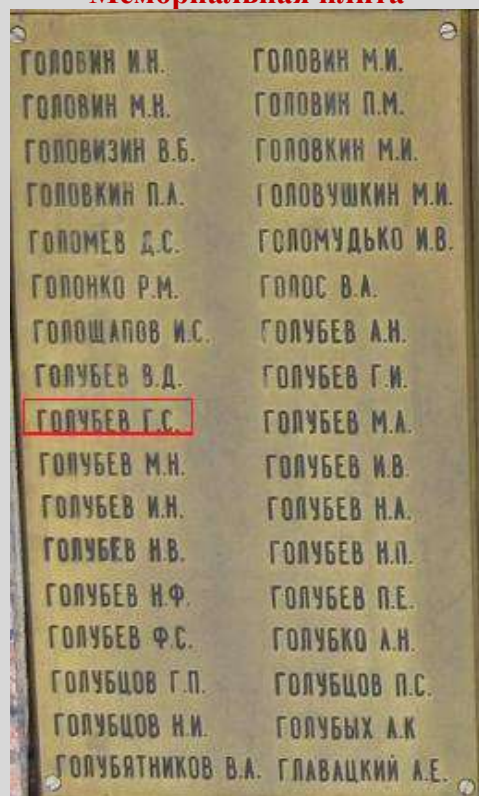 Мемориальная плита
ГОЛОВИН И.Н. ГОЛОВИН М.И.
ГОЛОВИН М.Н. ГОЛОВИН П.М.
ГОЛОВИЗИН В.Б. ГОЛОВКИН М.И.
ГОЛОВКИН П.А. ГОЛОВУШКИН М.И.
ГОЛОМЕВ Д.С. ГОЛОМУДЬКО И.В.
ГОЛОНКО Р.М. ГОЛОС В.А.
ГОЛОЩАПОВ И.С. ГОЛУБЕВ А.Н.
ГОЛУБЕВ В.Д. ГОЛУБЕВ Г.И.
ГОЛУБЕВ Г.С. ГОЛУБЕВ М.А.
ГОЛУБЕВ М.Н. ГОЛУБЕВ И.В.
ГОЛУБЕВ И.Н. ГОЛУБЕВ Н.А.
ГОЛУБЕВ Н.В. ГОЛУБЕВ Н.П.
ГОЛУБЕВ Н.Ф. ГОЛУБЕВ П.Е.
ГОЛУБЕВ Ф.С. ГОЛУБКО А.Н.
ГОЛУБЦОВ Г.П. ГОЛУБЦОВ П.С.
ГОЛУБЦОВ Н.И. ГОЛУБЫХ А.К
ГОЛУБЯТНИКОВ В.А. ГЛАВАЦКИЙ А.Е.